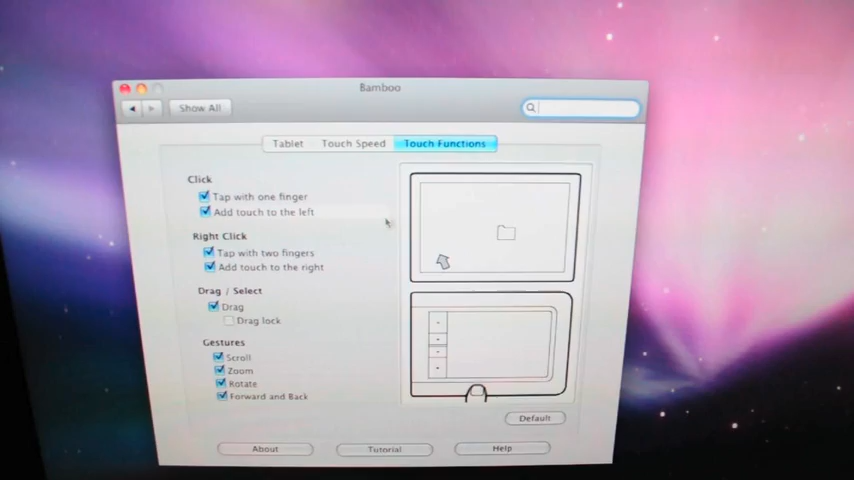 Bamboo
Show All
Tablet Touch Speed Touch Functions
Click
Tap with one finger
Add touch to the left
Right Click
Tap with two fingers
Add touch to the right
Drag / Select
Drag
Drag lock
Gestures
Scroll
Zoom
Rotate
Forward and Back
Default
About Tutorial Help